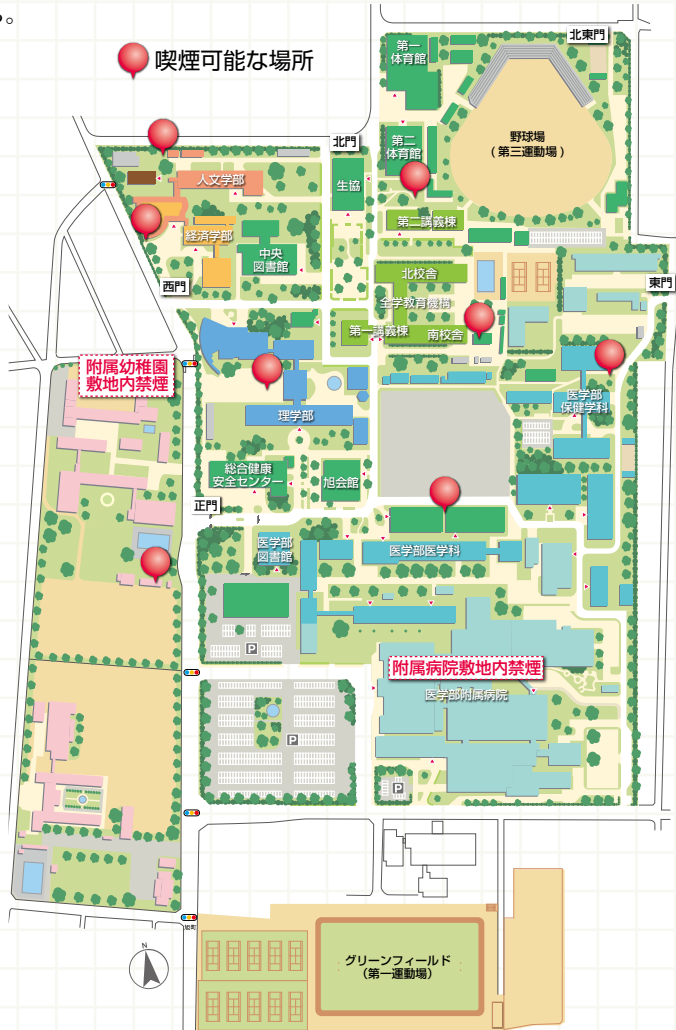 。
喫煙可能な場所
北東門
第一
体育館
野球場
(第三運動場)
北門
第二
体育館
人文学部
生協
第二講義棟
経済学部
中央
図書館
北校舎
西門
東門
全学教育機構
第一講義棟
南校舎
附属幼稚園
敷地内禁煙
医学部
保健学科
理学部
総合健康
安全センター
旭会館
正門
医学部
図書館
医学部医学科
P
附属病院敷地内禁煙
医学部附属病院
P
P
旭町
N
グリーンフィールド
(第一運動場)